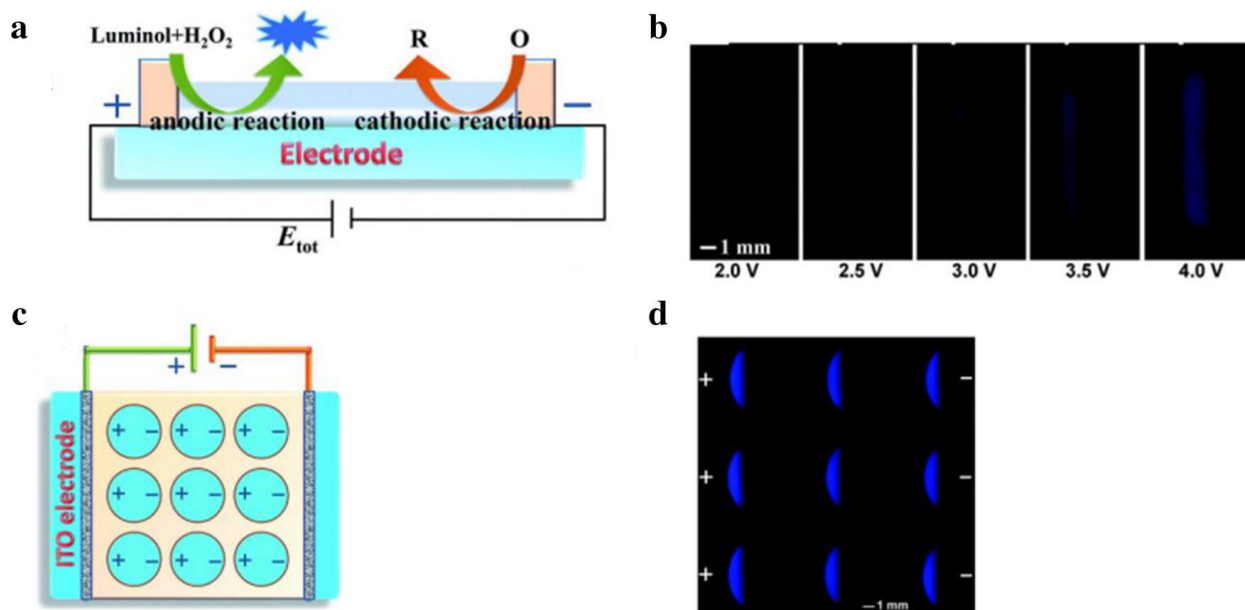 a
Luminol+H₂O₂
R
O
+
−
anodic reaction
cathodic reaction
Electrode
E_tot
b
1 mm
2.0 V
2.5 V
3.0 V
3.5 V
4.0 V
c
+ −
ITO electrode
+ − + − + −
+ − + − + −
+ − + − + −
d
+ −
+ −
+ −
1 mm